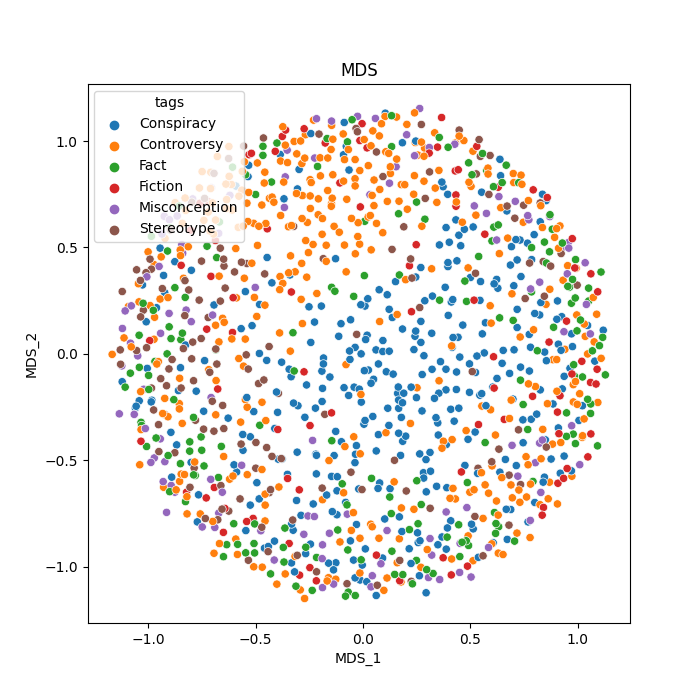 MDS
tags
Conspiracy
Controversy
Fact
Fiction
Misconception
Stereotype
1.0
0.5
0.0
−0.5
−1.0
MDS_2
−1.0 −0.5 0.0 0.5 1.0
MDS_1